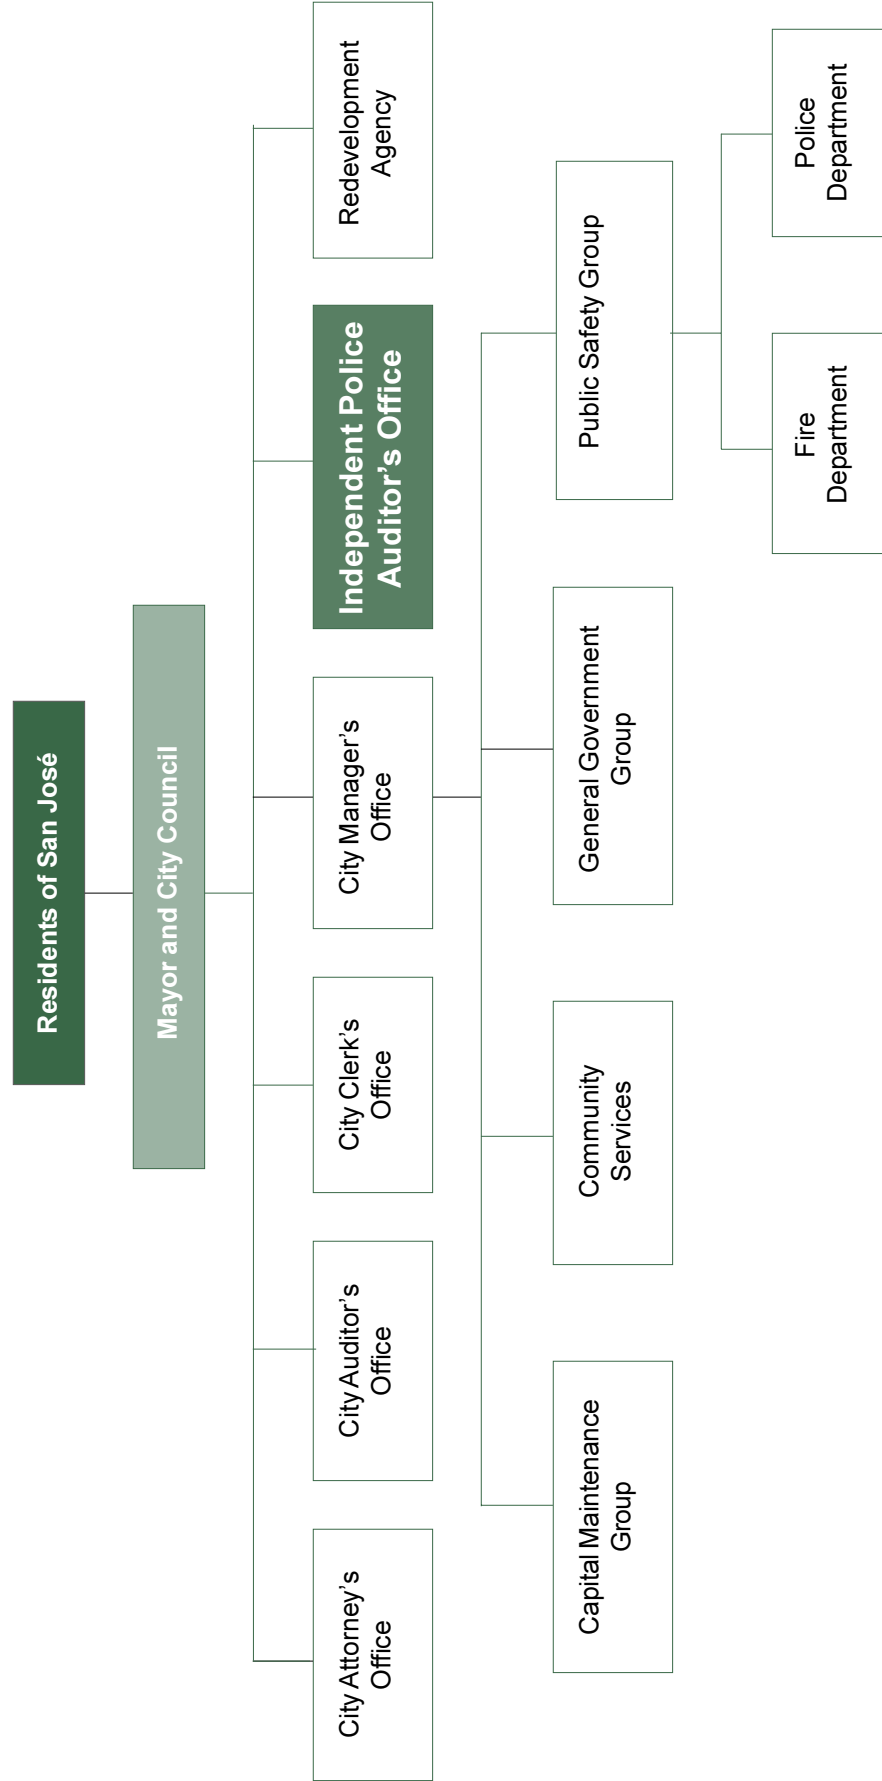 Residents of San José
Mayor and City Council
City Attorney’s
Office
City Auditor’s
Office
City Clerk’s
Office
City Manager’s
Office
Independent Police
Auditor’s Office
Redevelopment
Agency
Capital Maintenance
Group
Community
Services
General Government
Group
Public Safety Group
Fire
Department
Police
Department